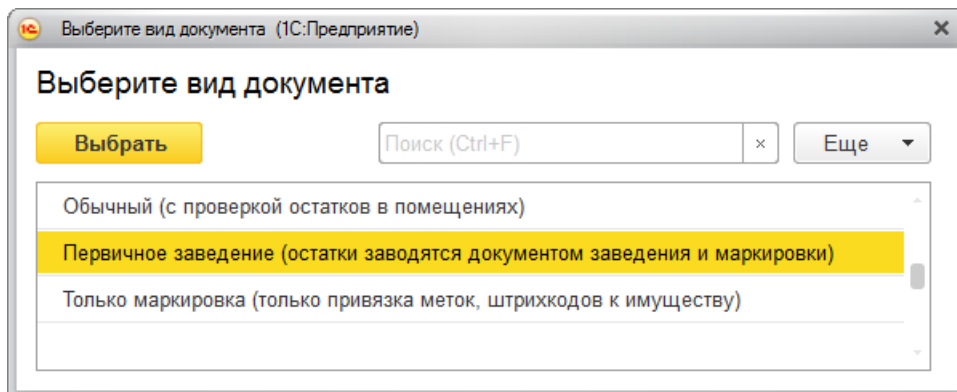 1С Выберите вид документа (1С:Предприятие) ×
Выберите вид документа
Выбрать Поиск (Ctrl+F) × Еще
Обычный (с проверкой остатков в помещениях)
Первичное заведение (остатки заводятся документом заведения и маркировки)
Только маркировка (только привязка меток, штрихкодов к имуществу)